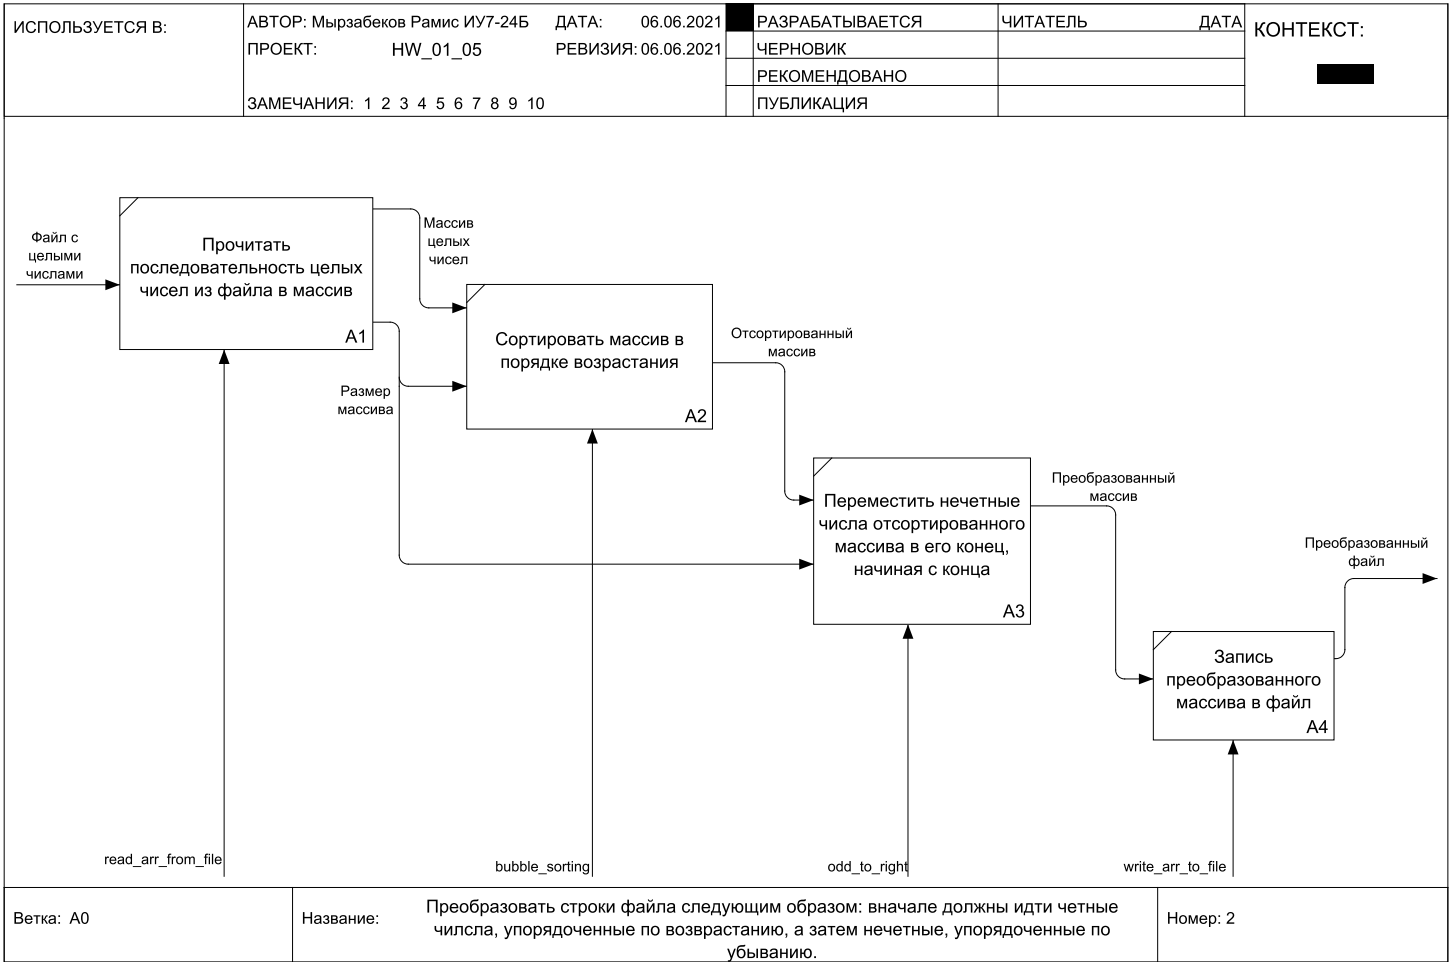 ИСПОЛЬЗУЕТСЯ В:
АВТОР: Мырзабеков Рамис ИУ7-24Б ДАТА: 06.06.2021
ПРОЕКТ: HW_01_05 РЕВИЗИЯ: 06.06.2021
ЗАМЕЧАНИЯ: 1 2 3 4 5 6 7 8 9 10
РАЗРАБАТЫВАЕТСЯ
ЧЕРНОВИК
РЕКОМЕНДОВАНО
ПУБЛИКАЦИЯ
ЧИТАТЕЛЬ ДАТА
КОНТЕКСТ:
Файл с
целыми
числами
Прочитать
последовательность целых
чисел из файла в массив
A1
Массив
целых
чисел
Размер
массива
Сортировать массив в
порядке возрастания
A2
Отсортированный
массив
Переместить нечетные
числа отсортированного
массива в его конец,
начиная с конца
A3
Преобразованный
массив
Запись
преобразованного
массива в файл
A4
Преобразованный
файл
read_arr_from_file
bubble_sorting
odd_to_right
write_arr_to_file
Ветка: A0
Название:
Преобразовать строки файла следующим образом: вначале должны идти четные
чилсла, упорядоченные по возврастанию, а затем нечетные, упорядоченные по
убыванию.
Номер: 2